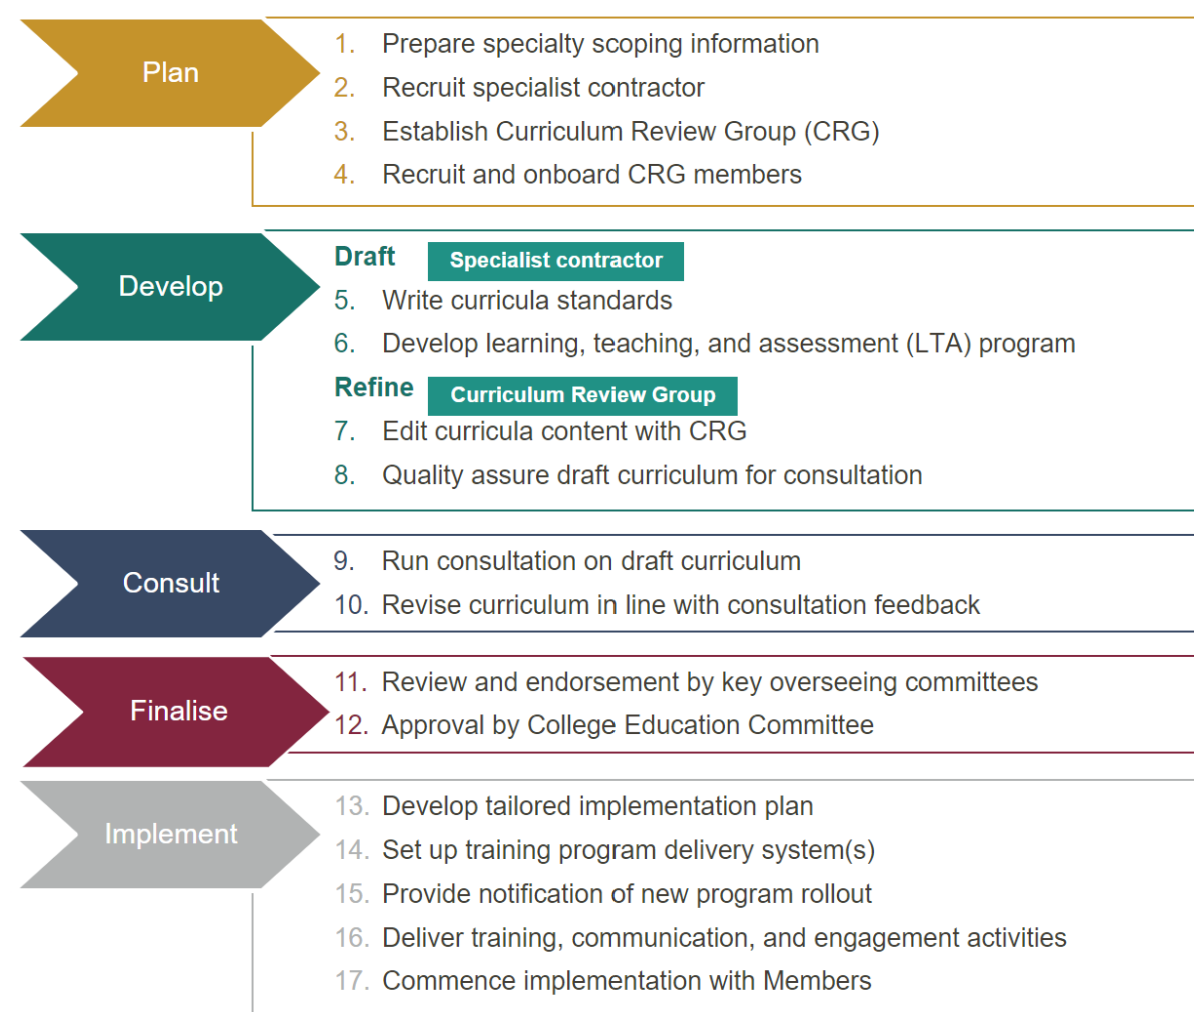 Plan
1. Prepare specialty scoping information
2. Recruit specialist contractor
3. Establish Curriculum Review Group (CRG)
4. Recruit and onboard CRG members
Develop
Draft Specialist contractor
5. Write curricula standards
6. Develop learning, teaching, and assessment (LTA) program
Refine Curriculum Review Group
7. Edit curricula content with CRG
8. Quality assure draft curriculum for consultation
Consult
9. Run consultation on draft curriculum
10. Revise curriculum in line with consultation feedback
Finalise
11. Review and endorsement by key overseeing committees
12. Approval by College Education Committee
Implement
13. Develop tailored implementation plan
14. Set up training program delivery system(s)
15. Provide notification of new program rollout
16. Deliver training, communication, and engagement activities
17. Commence implementation with Members